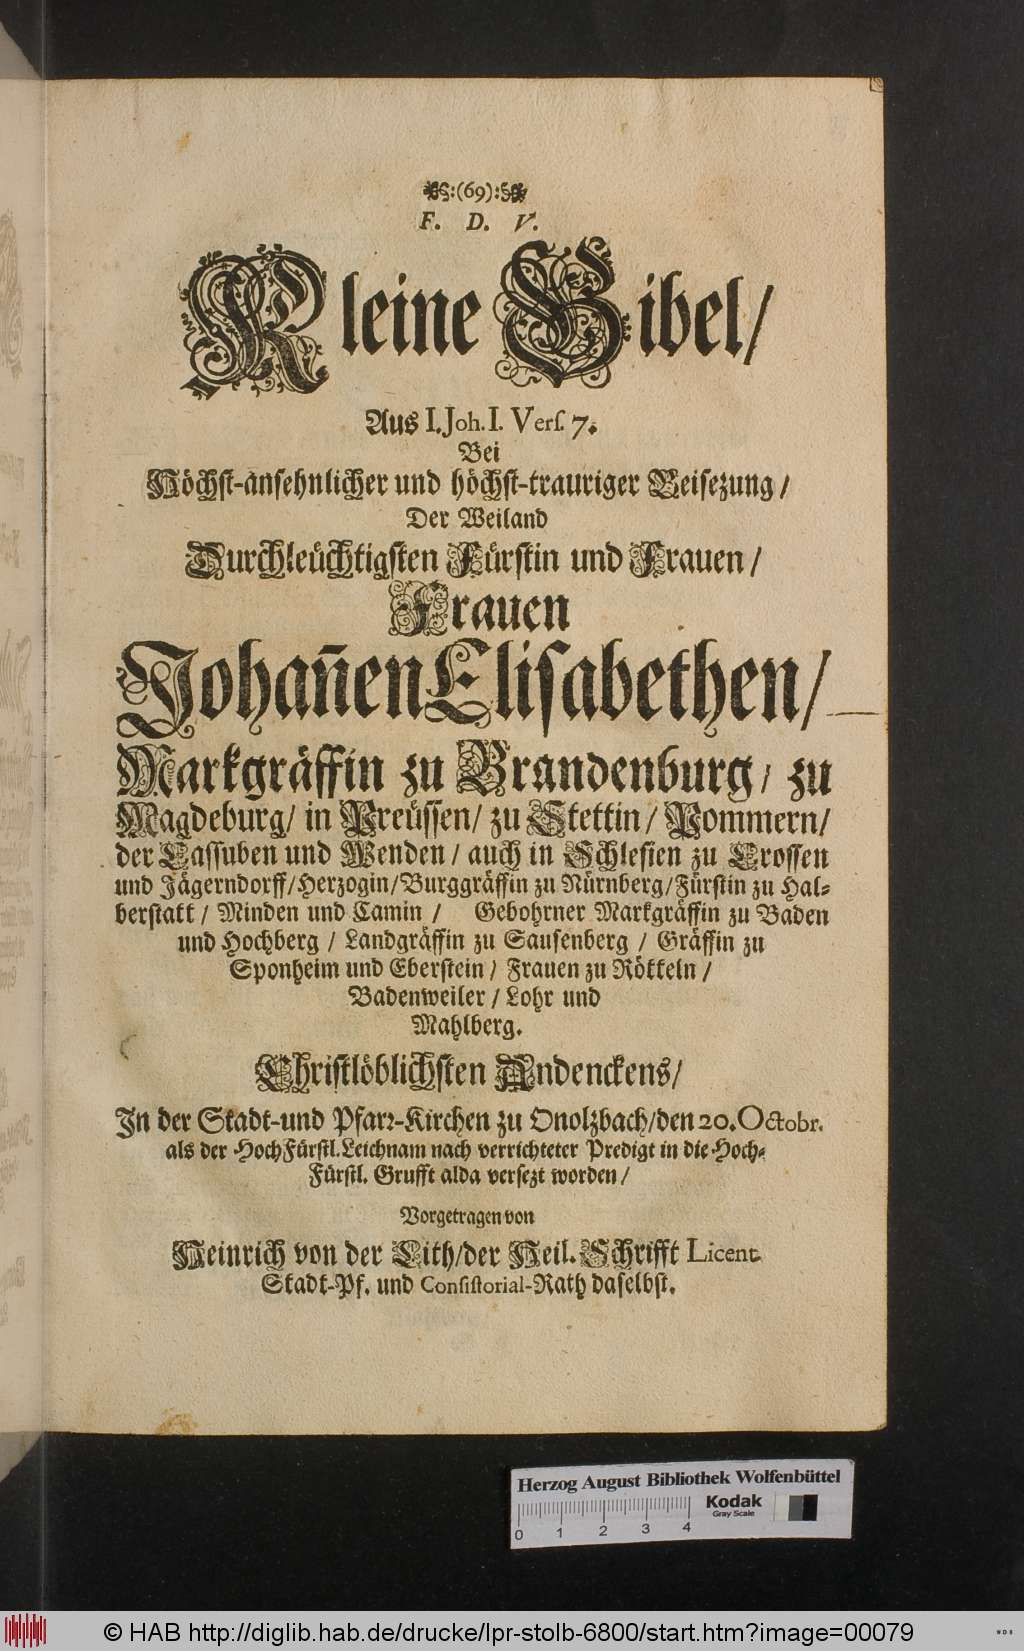 :(69):
F. D. V.
Kleine Bibel/
Aus I. Joh. I. Verſ. 7.
Bei
Höchſt-anſehnlicher und höchſt-trauriger Beiſezung/
Der Weiland
Durchleüchtigſten Fürſtin und Frauen/
Frauen
Johan̄en Eliſabethen/
Markgräffin zu Brandenburg/ zu
Magdeburg/ in Preüſſen/ zu Stettin/ Pommern/
der Caſſuben und Wenden/ auch in Schleſien zu Croſſen
und Jägerndorff/Herzogin/Burggräffin zu Nürnberg/Fürſtin zu Hal-
berſtatt/ Minden und Camin/ Gebohrner Markgräffin zu Baden
und Hochberg/ Landgräffin zu Sauſenberg/ Gräffin zu
Sponheim und Eberſtein/ Frauen zu Rötteln/
Badenweiler/ Lohr und
Mahlberg.
Chriſtlöblichſten Andenckens/
In der Stadt-und Pfarꝛ-Kirchen zu Onolzbach/den 20. Octobr.
als der HochFürſtl. Leichnam nach verrichteter Predigt in die Hoch-
Fürſtl. Grufft alda verſezt worden/
Vorgetragen von
Heinrich von der Lith/der Heil. Schrifft Licent.
Stadt-Pf. und Conſiſtorial-Rath daſelbſt.
Herzog August Bibliothek Wolfenbüttel
Kodak
Gray Scale
0 1 2 3 4
© HAB http://diglib.hab.de/drucke/lpr-stolb-6800/start.htm?image=00079